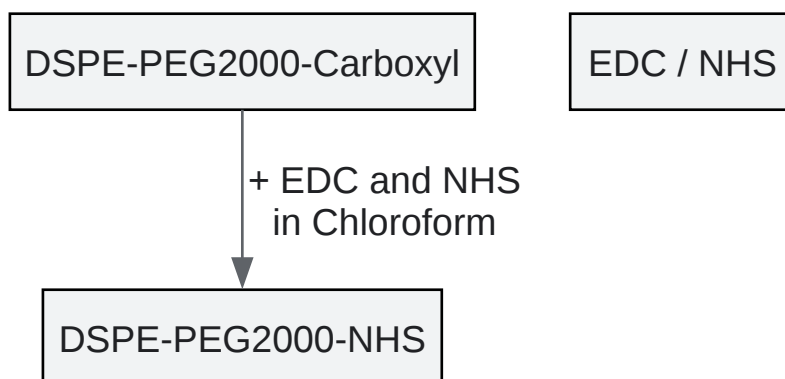 DSPE-PEG2000-Carboxyl
EDC / NHS
+ EDC and NHS
in Chloroform
DSPE-PEG2000-NHS